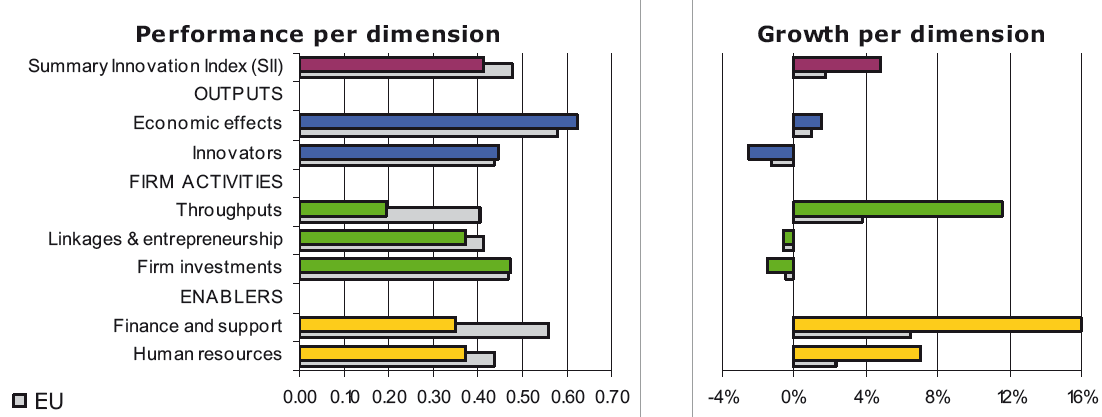 Performance per dimension
Summary Innovation Index (SII)
OUTPUTS
Economic effects
Innovators
FIRM ACTIVITIES
Throughputs
Linkages & entrepreneurship
Firm investments
ENABLERS
Finance and support
Human resources
0.00 0.10 0.20 0.30 0.40 0.50 0.60 0.70
EU
Growth per dimension
-4% 0% 4% 8% 12% 16%